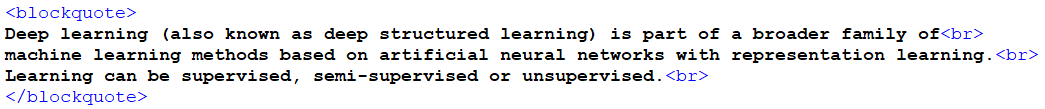 <blockquote>
Deep learning (also known as deep structured learning) is part of a broader family of<br>
machine learning methods based on artificial neural networks with representation learning.<br>
Learning can be supervised, semi-supervised or unsupervised.<br>
</blockquote>